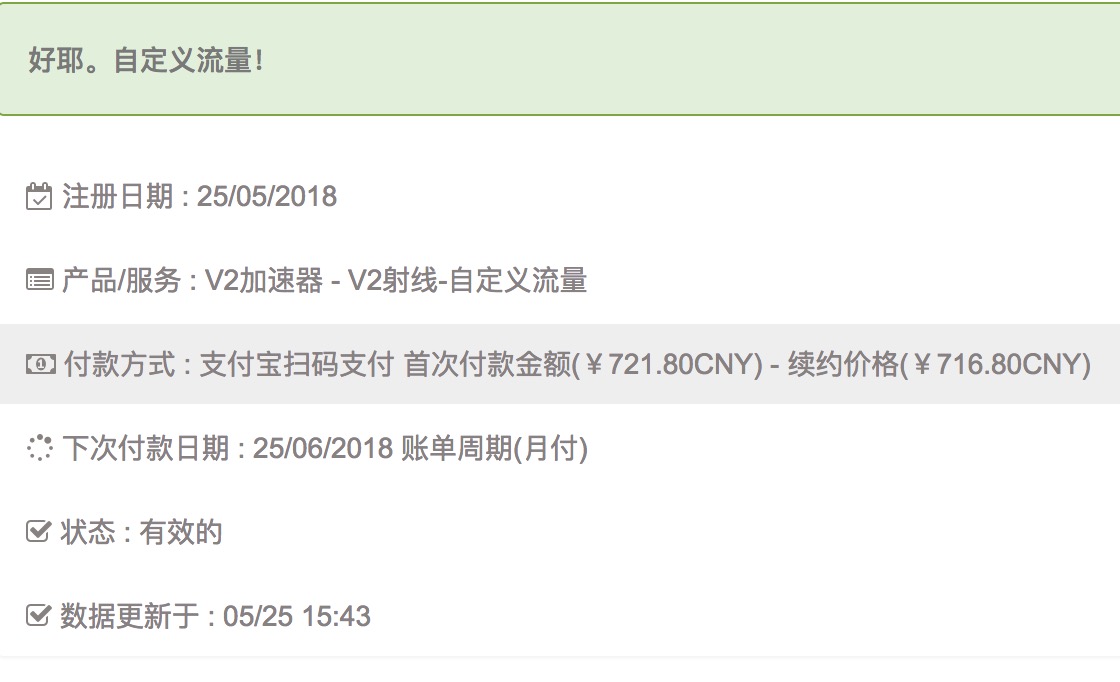 好耶。自定义流量！
注册日期 : 25/05/2018
产品/服务 : V2加速器 - V2射线-自定义流量
付款方式 : 支付宝扫码支付 首次付款金额(￥721.80CNY) - 续约价格(￥716.80CNY)
下次付款日期 : 25/06/2018 账单周期(月付)
状态 : 有效的
数据更新于 : 05/25 15:43